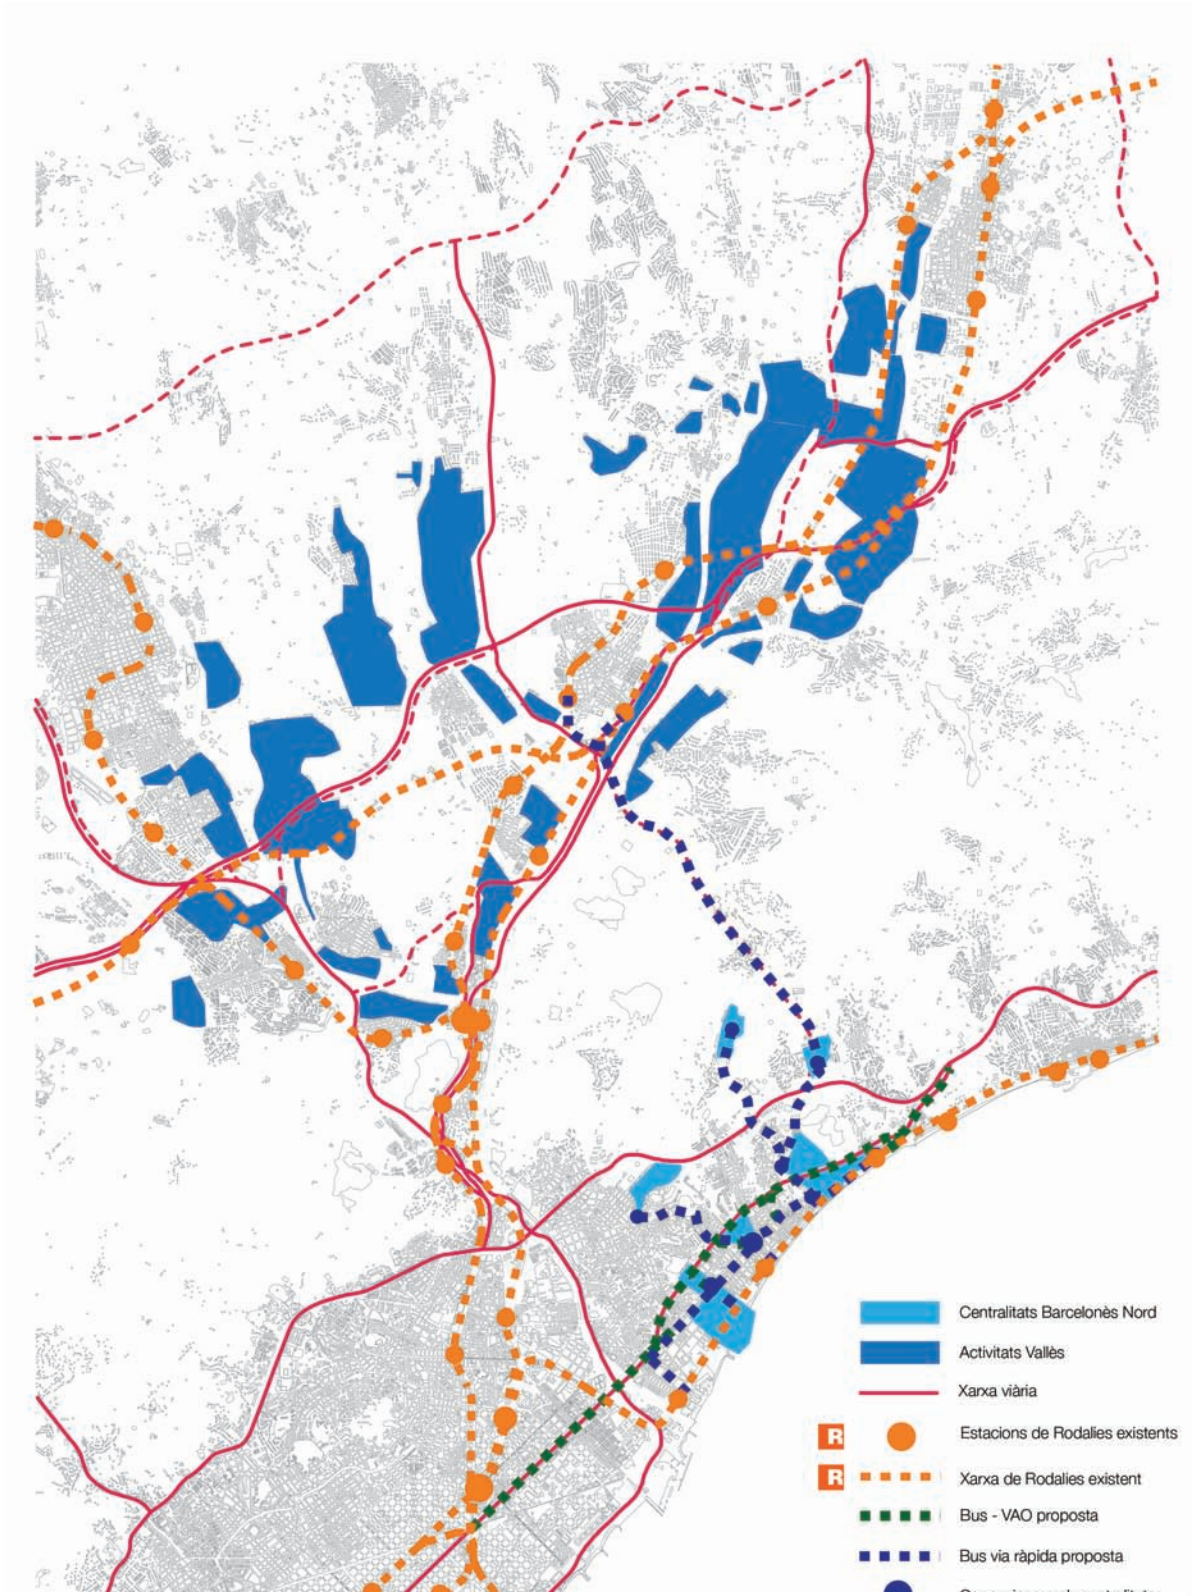 Centralitats Barcelonès Nord
Activitats Vallès
Xarxa viària
R Estacions de Rodalies existents
R Xarxa de Rodalies existent
Bus - VAO proposta
Bus via ràpida proposta